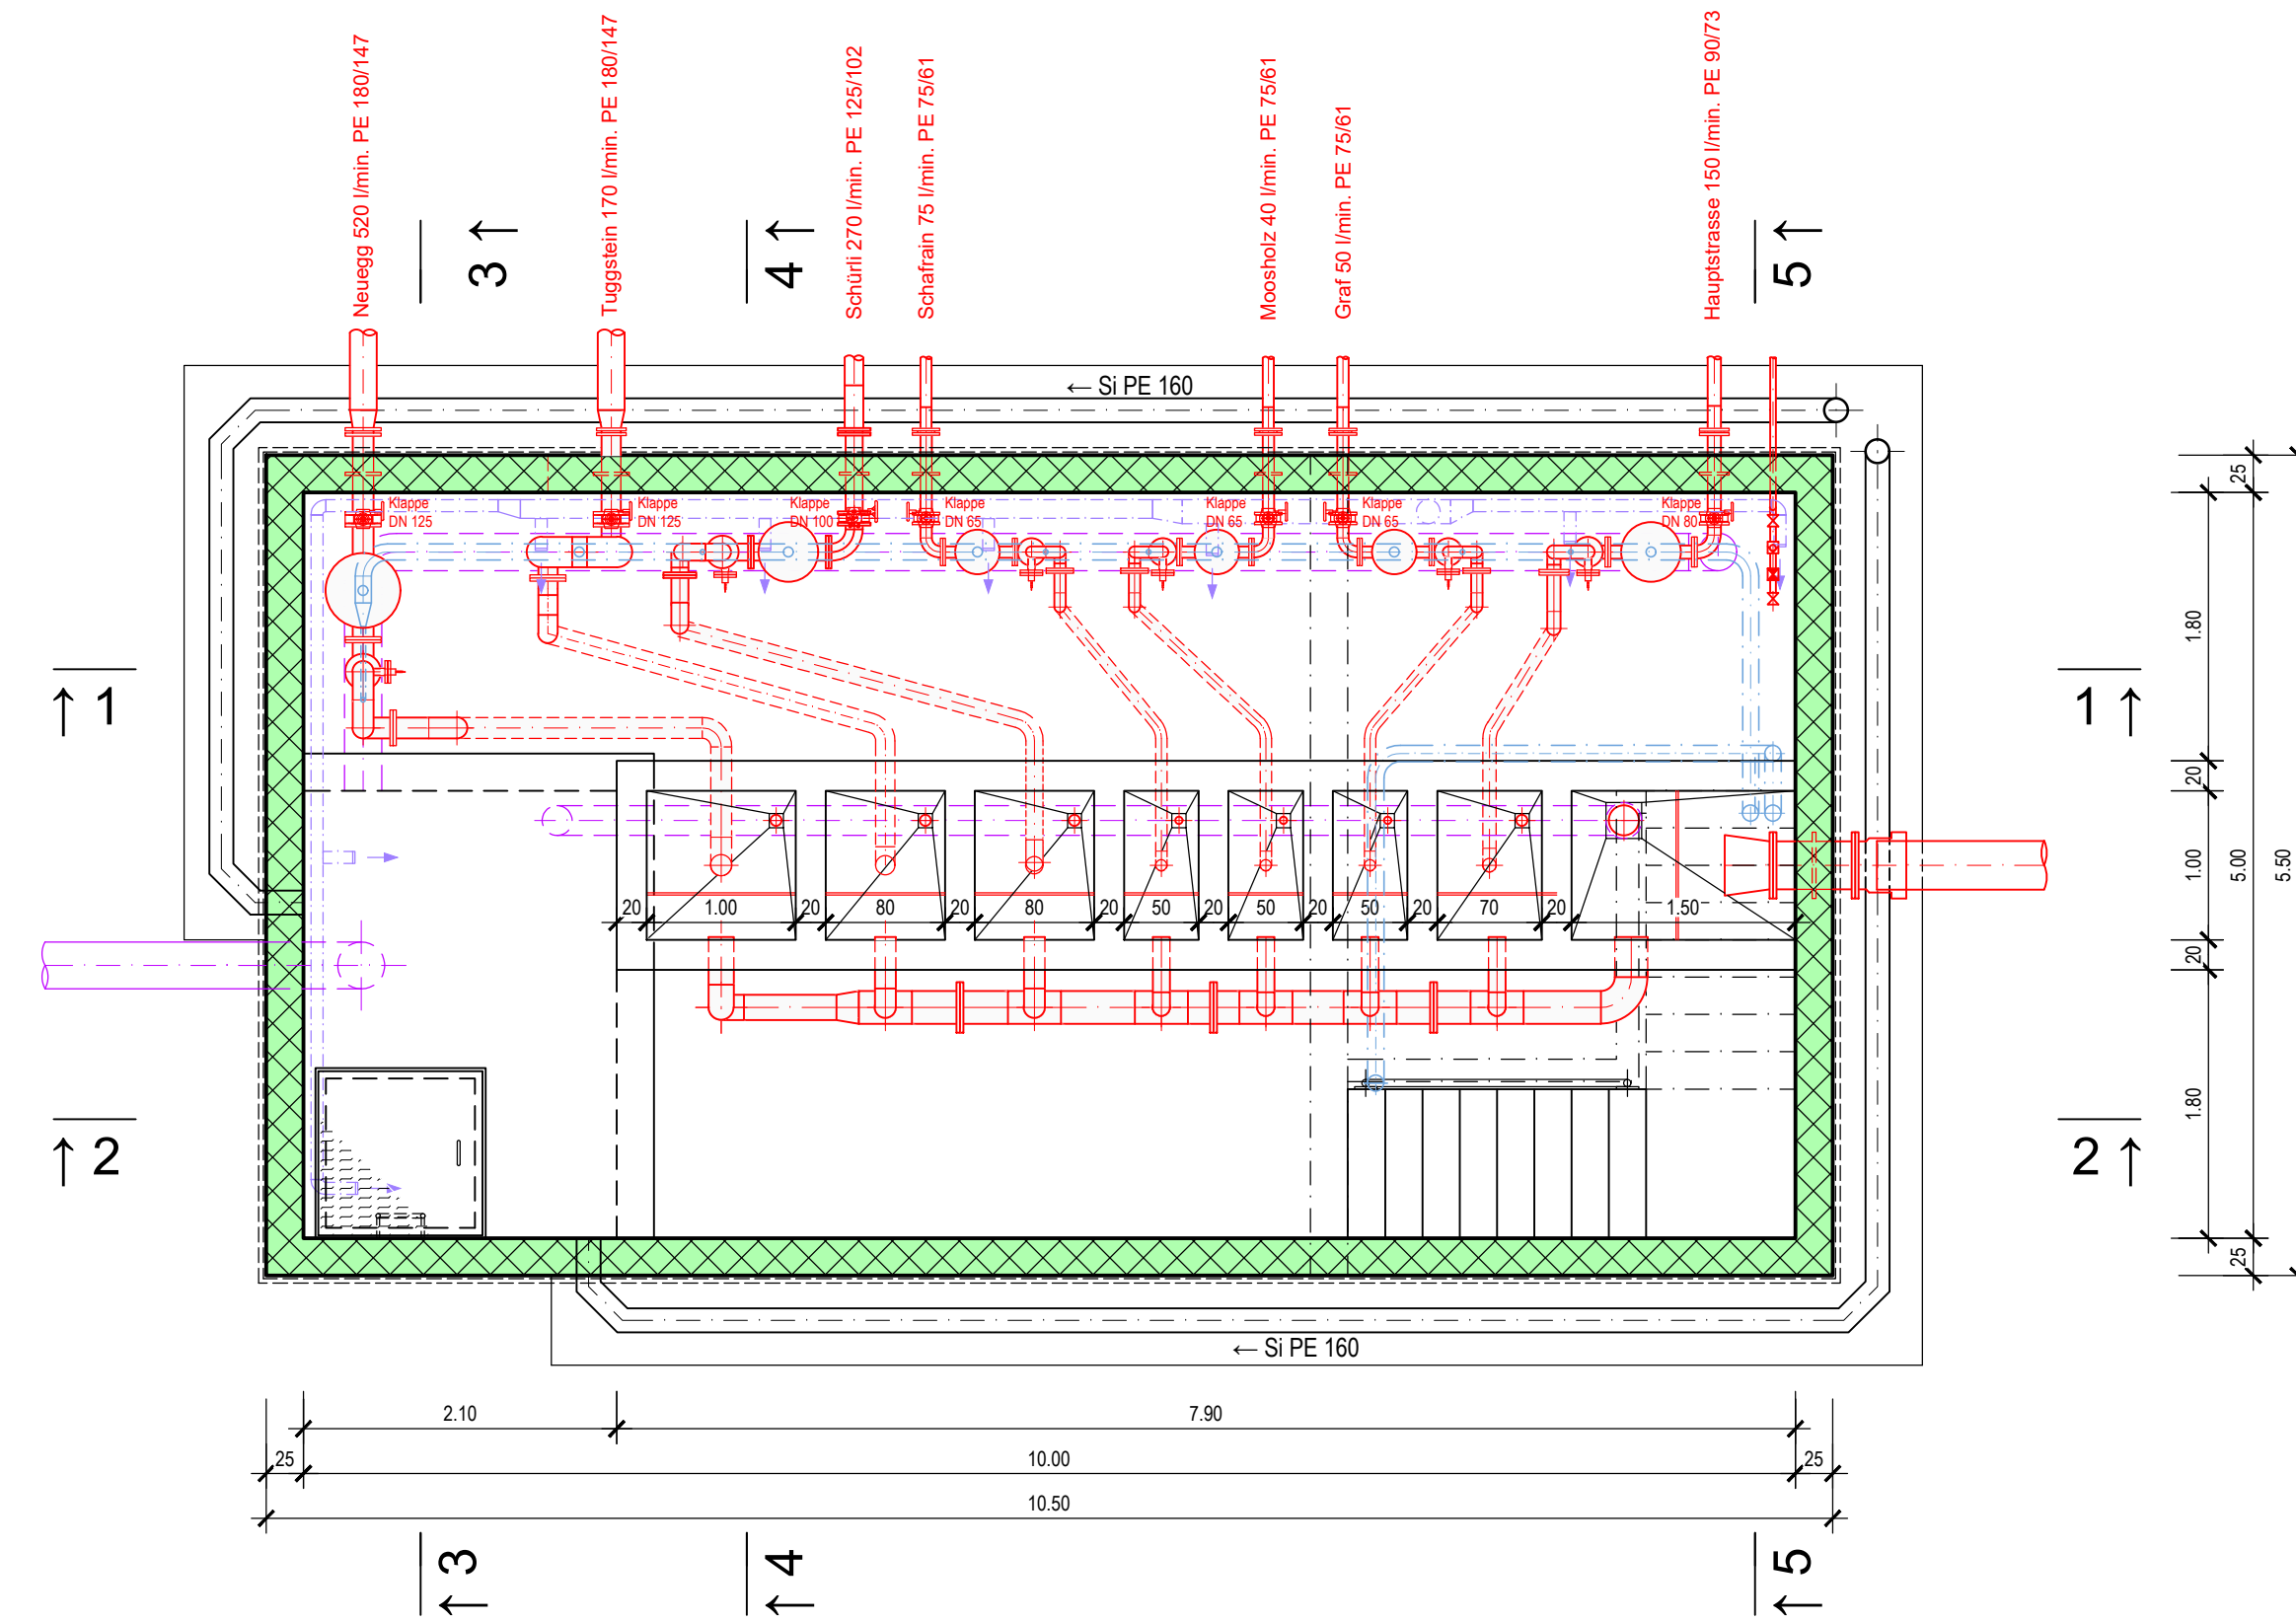 Neuegg 520 l/min. PE 180/147
Tuggstein 170 l/min. PE 180/147
Schürli 270 l/min. PE 125/102
Schafrain 75 l/min. PE 75/61
Moosholz 40 l/min. PE 75/61
Graf 50 l/min. PE 75/61
Hauptstrasse 150 l/min. PE 90/73
3 ↑
4 ↑
5 ↑
← Si PE 160
Klappe
DN 125
Klappe
DN 125
Klappe
DN 100
Klappe
DN 65
Klappe
DN 65
Klappe
DN 65
Klappe
DN 80
↑ 1
1 ↑
20 1.00 20 80 20 80 20 50 20 50 20 50 20 70 20 1.50
↑ 2
2 ↑
25
1.80
20
1.00
20
1.80
25
5.00
5.50
← Si PE 160
2.10 7.90
25 10.00 25
10.50
← 3
← 4
← 5